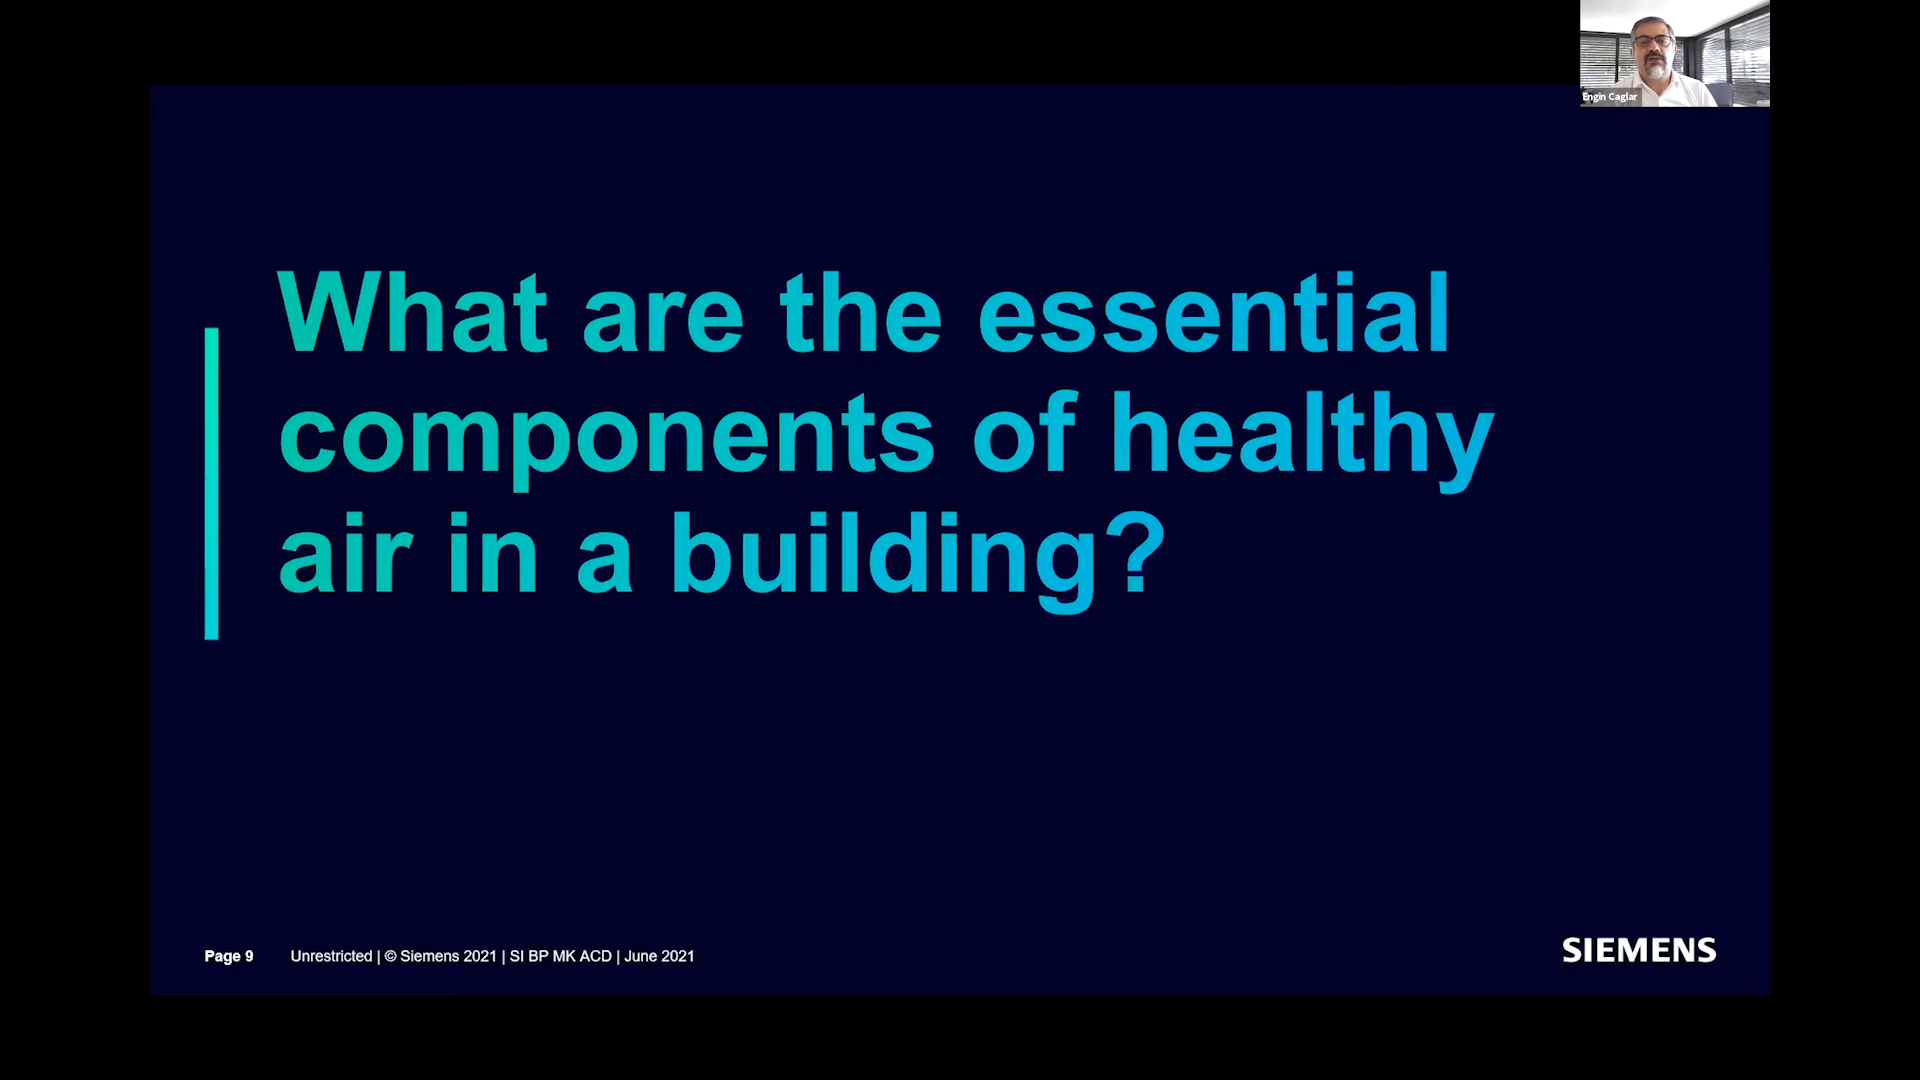 Engin Caglar
What are the essential
components of healthy
air in a building?
Page 9 Unrestricted | © Siemens 2021 | SI BP MK ACD | June 2021
SIEMENS